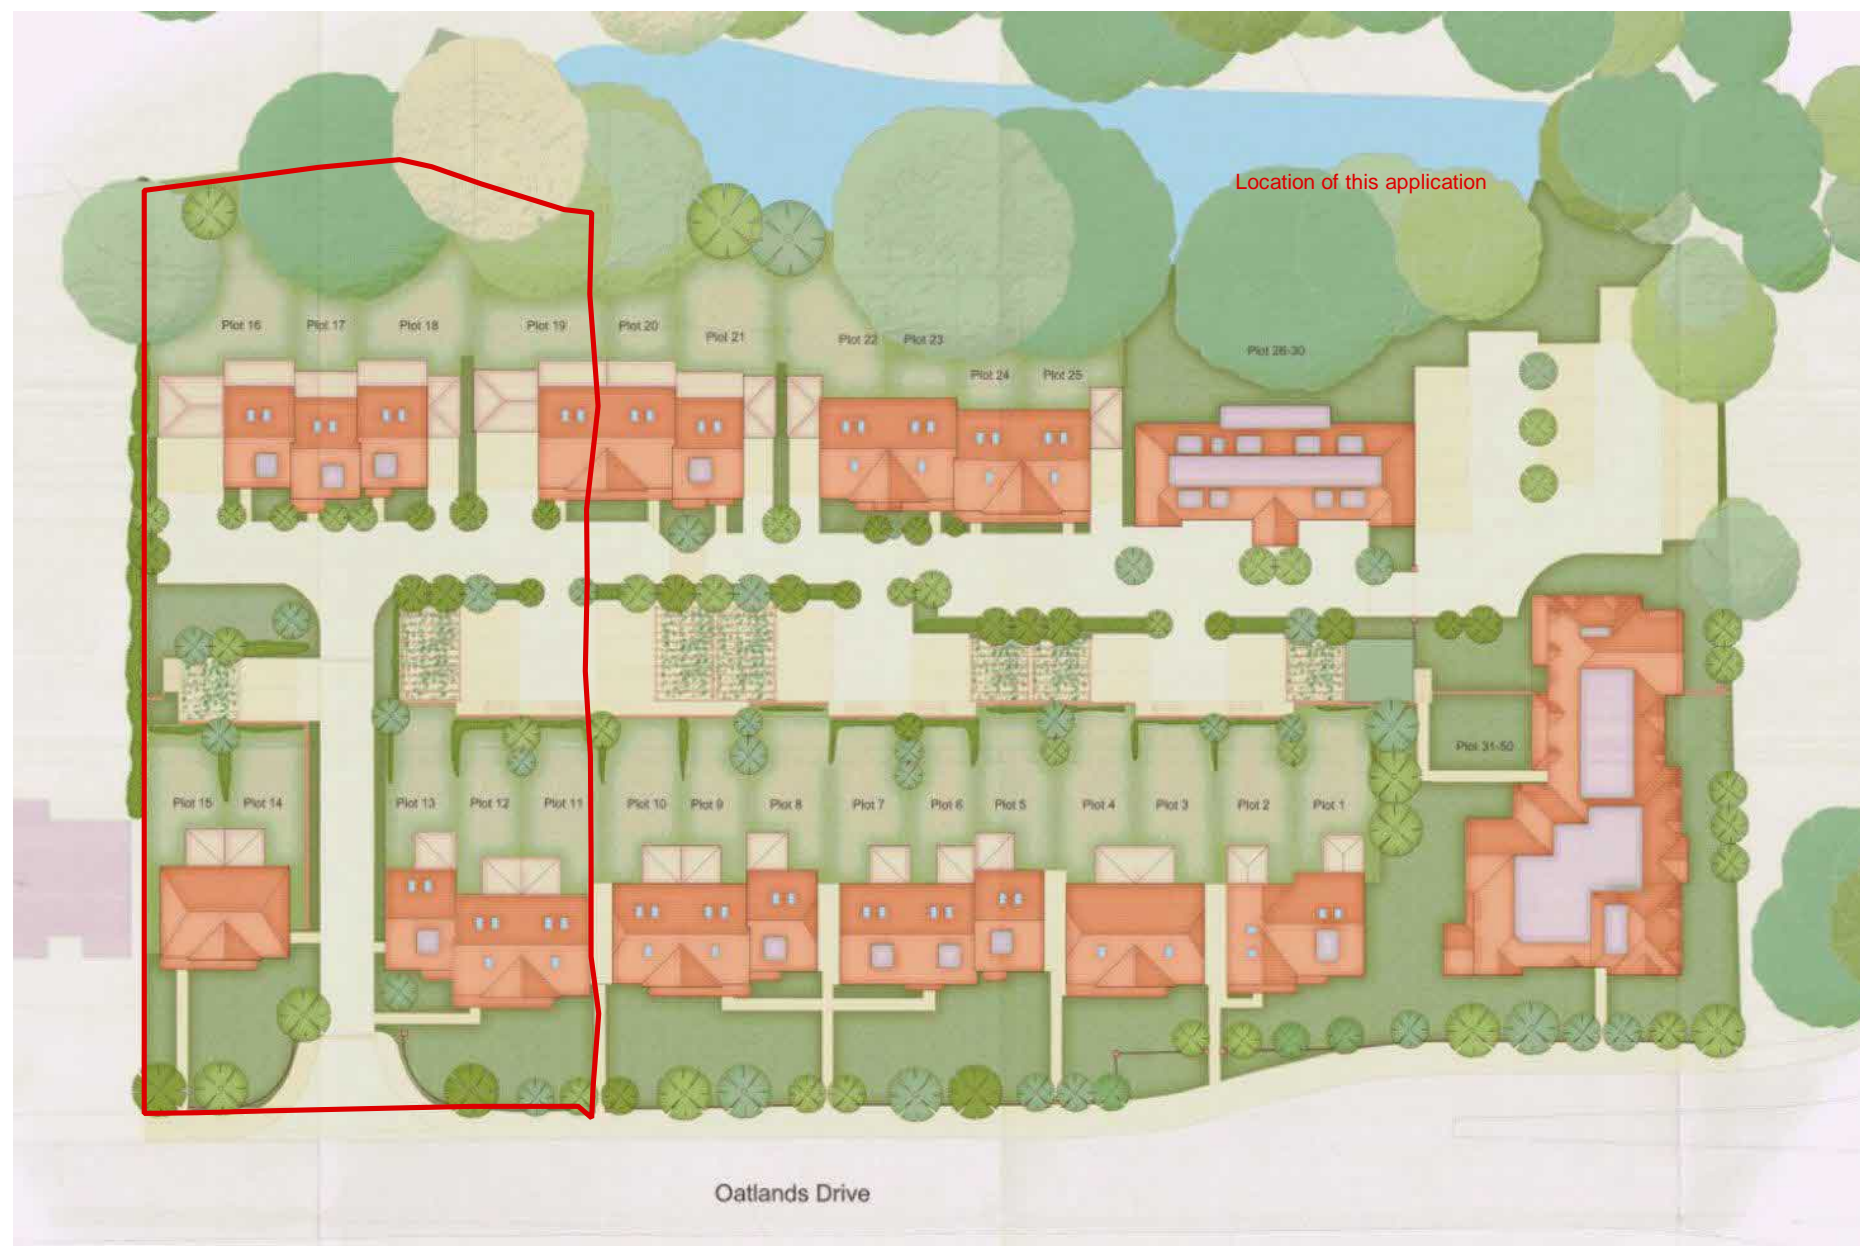 Location of this application
Plot 16
Plot 17
Plot 18
Plot 19
Plot 20
Plot 21
Plot 22
Plot 23
Plot 24
Plot 25
Plot 26-30
Plot 15
Plot 14
Plot 13
Plot 12
Plot 11
Plot 10
Plot 9
Plot 8
Plot 7
Plot 6
Plot 5
Plot 4
Plot 3
Plot 2
Plot 1
Plot 31-50
Oatlands Drive